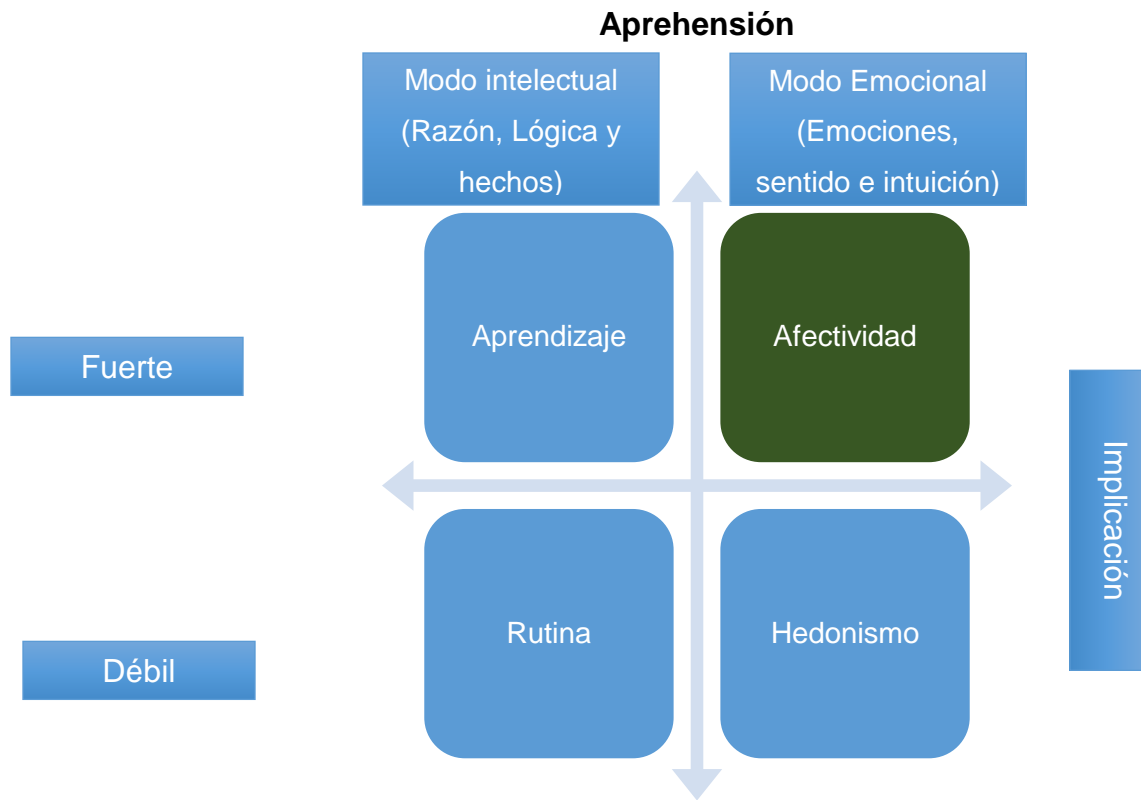 Aprehensión
Modo intelectual
(Razón, Lógica y
hechos)
Modo Emocional
(Emociones,
sentido e intuición)
Aprendizaje
Afectividad
Fuerte
Implicación
Rutina
Hedonismo
Débil